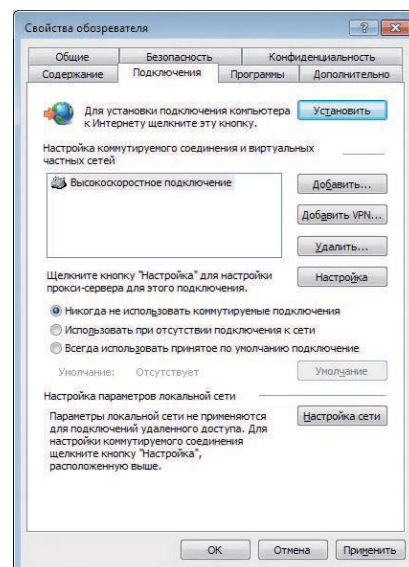 Свойства обозревателя
Общие Безопасность Конфиденциальность
Содержание Подключения Программы Дополнительно
Для установки подключения компьютера
к Интернету щелкните эту кнопку.
Установить
Настройка коммутируемого соединения и виртуальных
частных сетей
Высокоскоростное подключение
Добавить...
Добавить VPN...
Удалить...
Щелкните кнопку "Настройка" для настройки
прокси-сервера для этого подключения.
Настройка
Никогда не использовать коммутируемые подключения
Использовать при отсутствии подключения к сети
Всегда использовать принятое по умолчанию подключение
Умолчание: Отсутствует Умолчание
Настройка параметров локальной сети
Параметры локальной сети не применяются
для подключений удаленного доступа. Для
настройки коммутируемого соединения
щелкните кнопку "Настройка",
расположенную выше.
Настройка сети
OK Отмена Применить